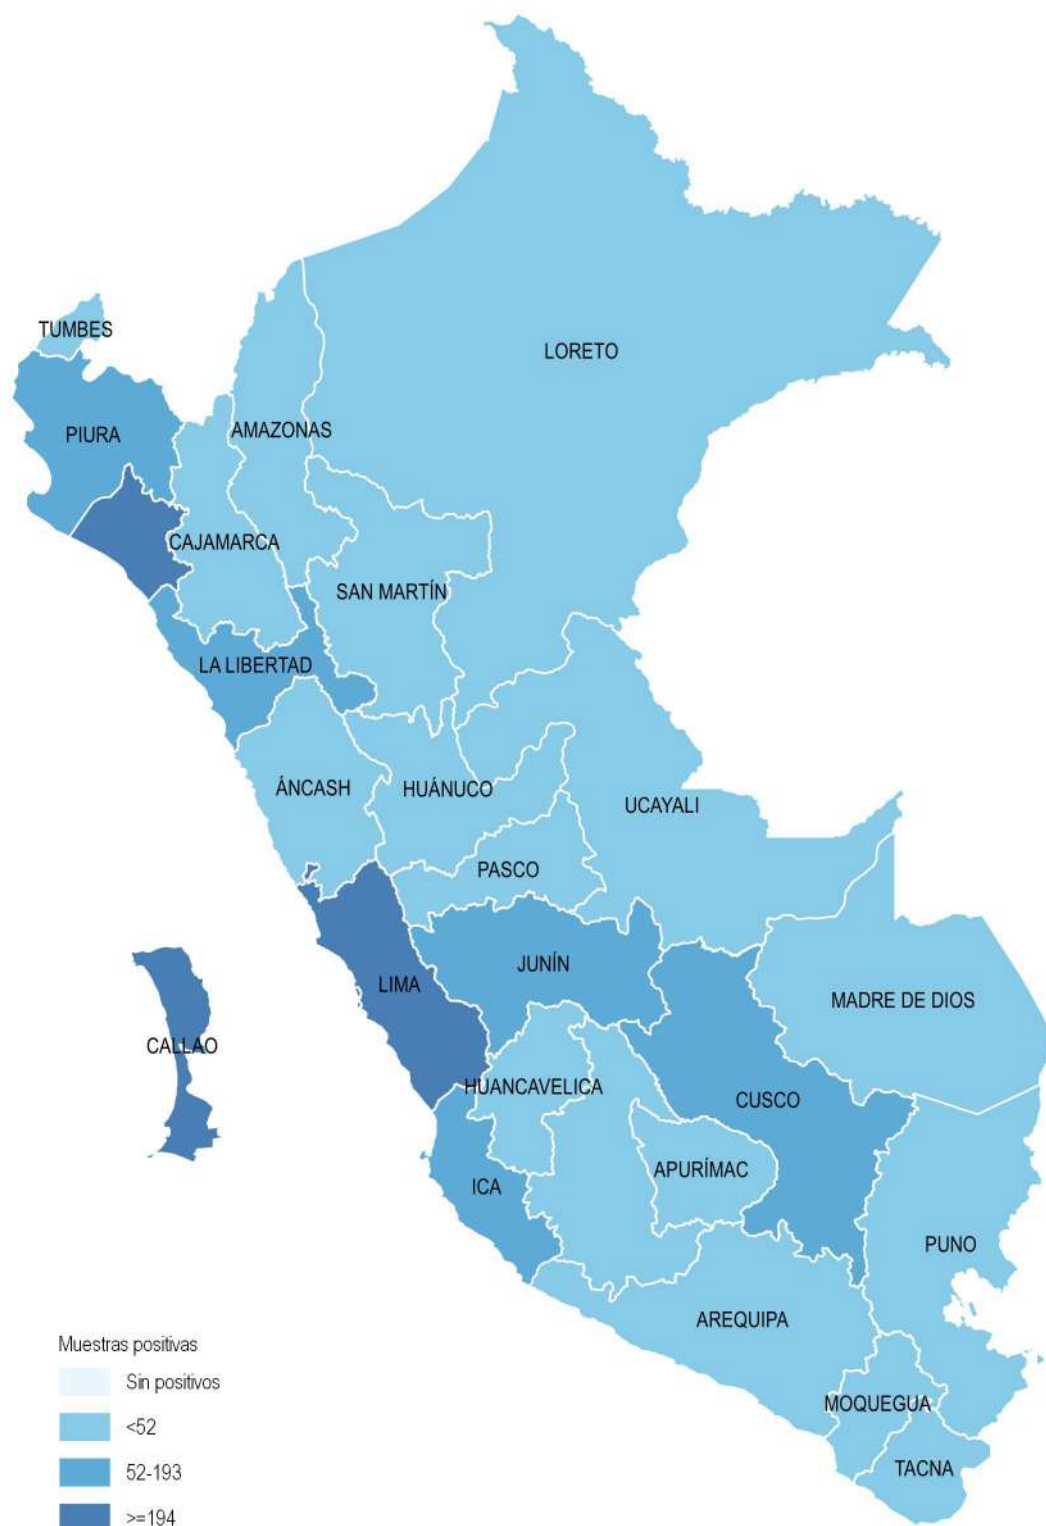 TUMBES
LORETO
PIURA
AMAZONAS
CAJAMARCA
SAN MARTÍN
LA LIBERTAD
ÁNCASH
HUÁNUCO
UCAYALI
PASCO
JUNÍN
LIMA
MADRE DE DIOS
CALLAO
HUANCAVELICA
CUSCO
APURÍMAC
ICA
PUNO
AREQUIPA
MOQUEGUA
TACNA
Muestras positivas
Sin positivos
<52
52-193
>=194